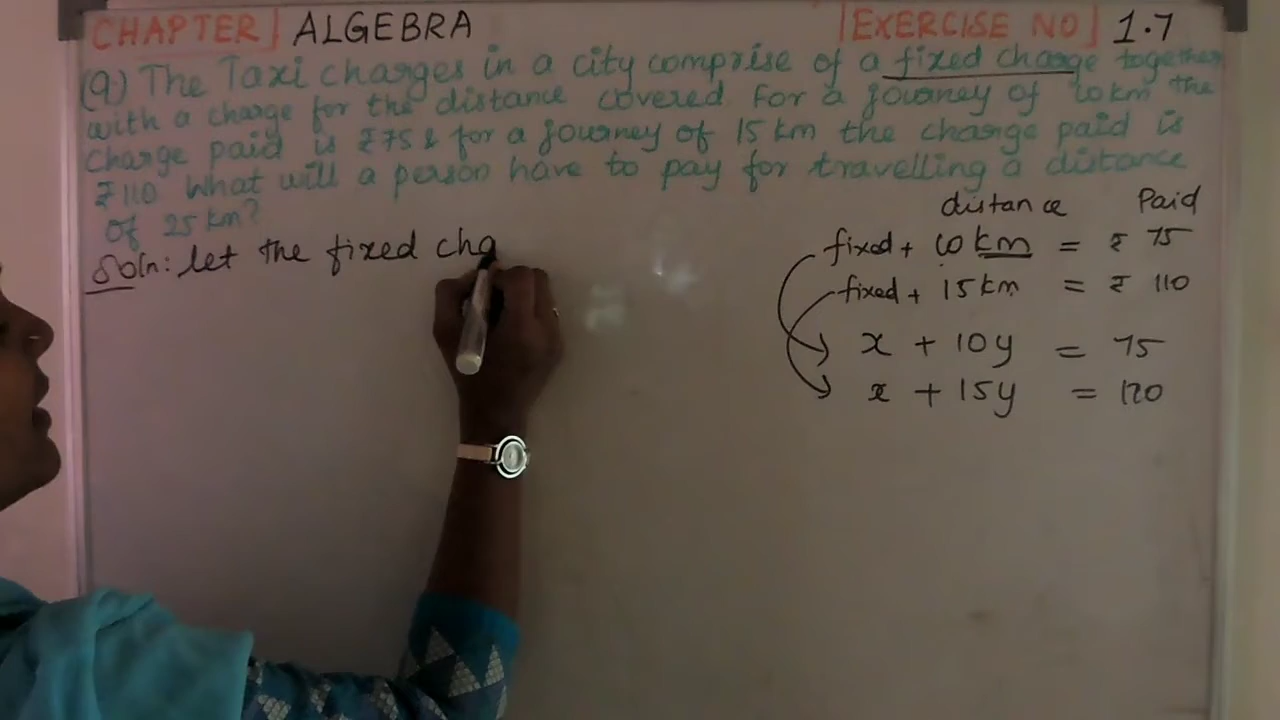 CHAPTER] ALGEBRA |EXERCISE NO] 1.7
(9) The Taxi charges in a city comprise of a fixed charge together
with a charge for the distance covered For a journey of 10km the
charge paid is ₹75 & for a journey of 15 km the charge paid is
₹110 What will a person have to pay for travelling a distance
of 25 km?
distance Paid
Soln: let the fixed cha
fixed + 10 km = ₹ 75
fixed + 15 km = ₹ 110
x + 10y = 75
x + 15y = 120